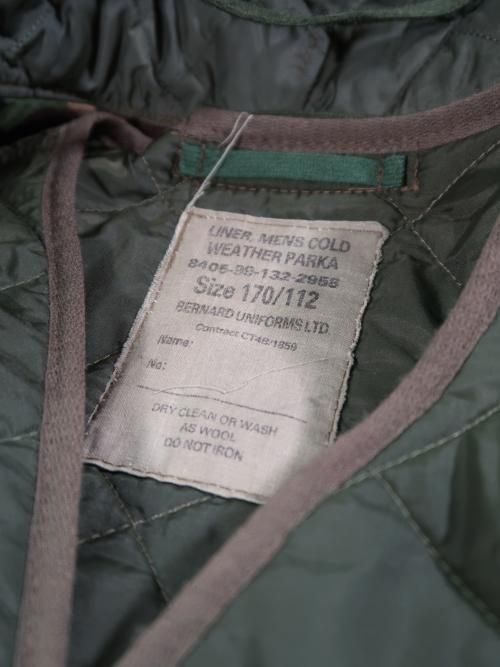 LINER, MENS COLD
WEATHER PARKA
8405-99-132-2958
Size 170/112
BERNARD UNIFORMS LTD.
Contract CT4B/1859
Name:
No:
DRY CLEAN OR WASH
AS WOOL
DO NOT IRON